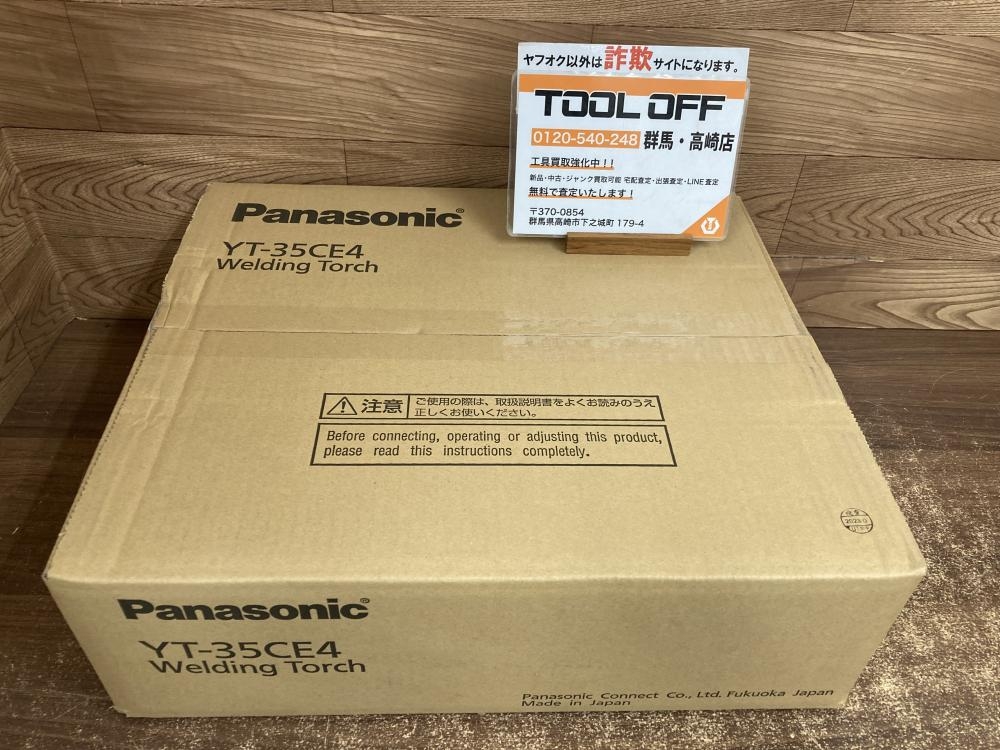 ヤフオク以外は詐欺サイトになります。
TOOL OFF
0120-540-248 群馬・高崎店
工具買取強化中!!
新品・中古・ジャンク買取可能 宅配査定・出張査定・LINE査定
無料で査定いたします!
〒370-0854
群馬県高崎市下之城町 179-4
Panasonic®
YT-35CE4
Welding Torch
注意 ご使用の際は、取扱説明書をよくお読みのうえ
正しくお使いください。
Before connecting, operating or adjusting this product,
please read this instructions completely.
Panasonic®
YT-35CE4
Welding Torch
Panasonic Connect Co., Ltd. Fukuoka Japan
Made in Japan